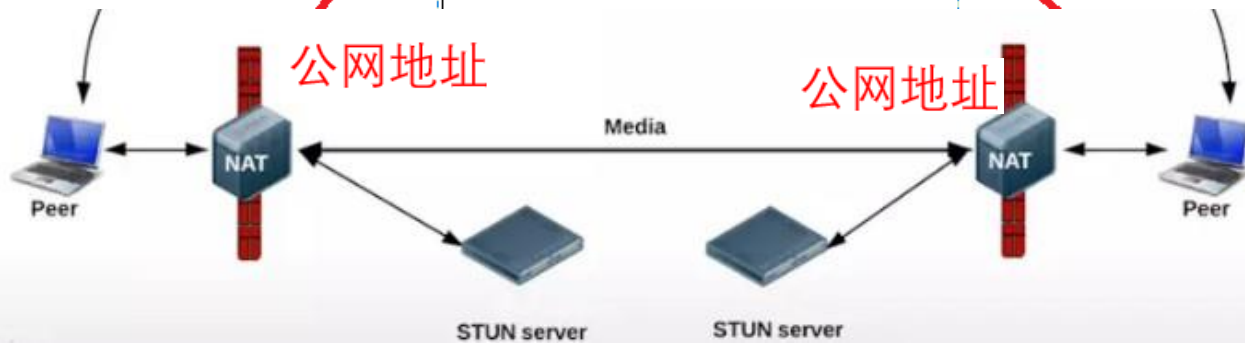 公网地址
公网地址
Media
NAT
NAT
Peer
Peer
STUN server
STUN server